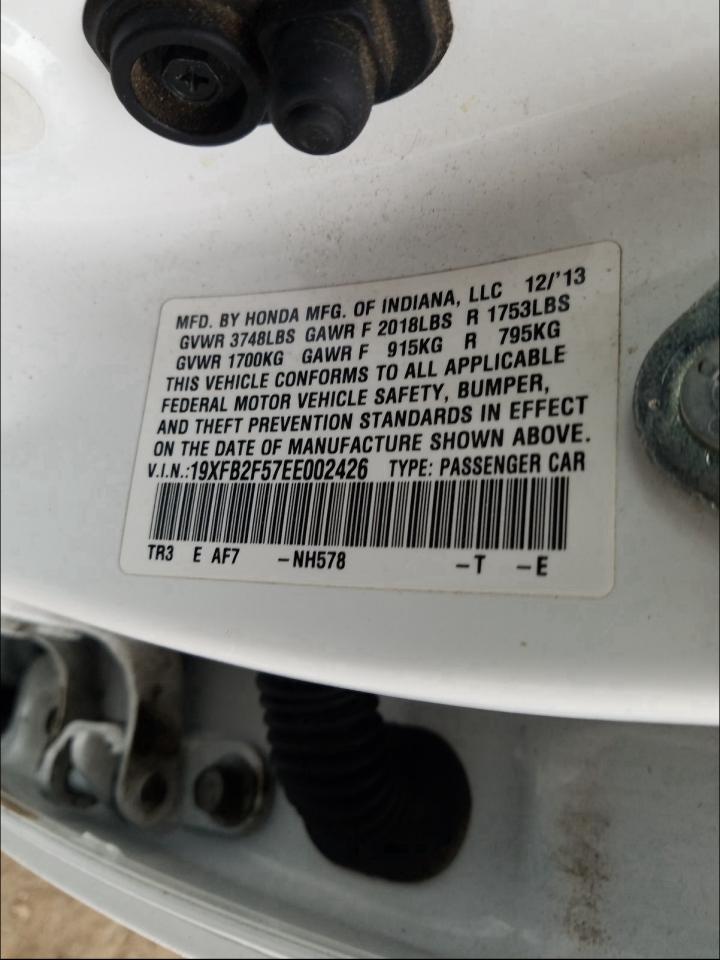 MFD. BY HONDA MFG. OF INDIANA, LLC 12/'13
GVWR 3748LBS GAWR F 2018LBS R 1753LBS
GVWR 1700KG GAWR F 915KG R 795KG
THIS VEHICLE CONFORMS TO ALL APPLICABLE
FEDERAL MOTOR VEHICLE SAFETY, BUMPER,
AND THEFT PREVENTION STANDARDS IN EFFECT
ON THE DATE OF MANUFACTURE SHOWN ABOVE.
V.I.N.:19XFB2F57EE002426 TYPE: PASSENGER CAR
TR3 E AF7 -NH578 -T -E